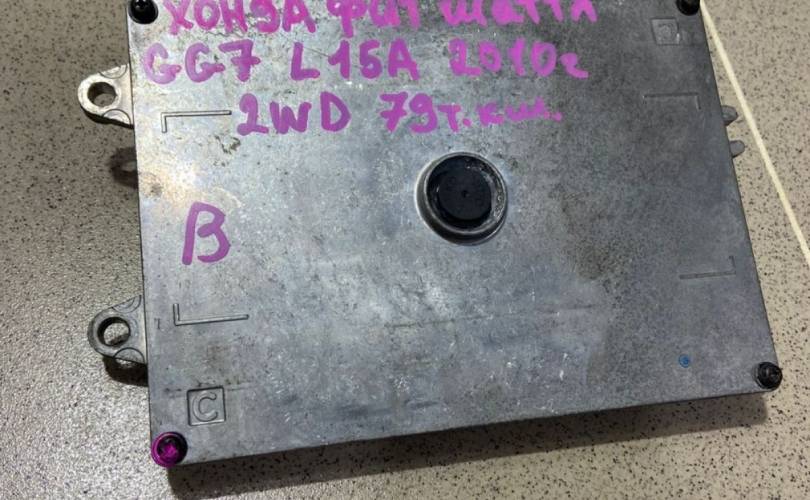 ХОНДА ФИТ ШАТТЛ
GG7 L15A 2010г
2WD 79т.км.
B
C